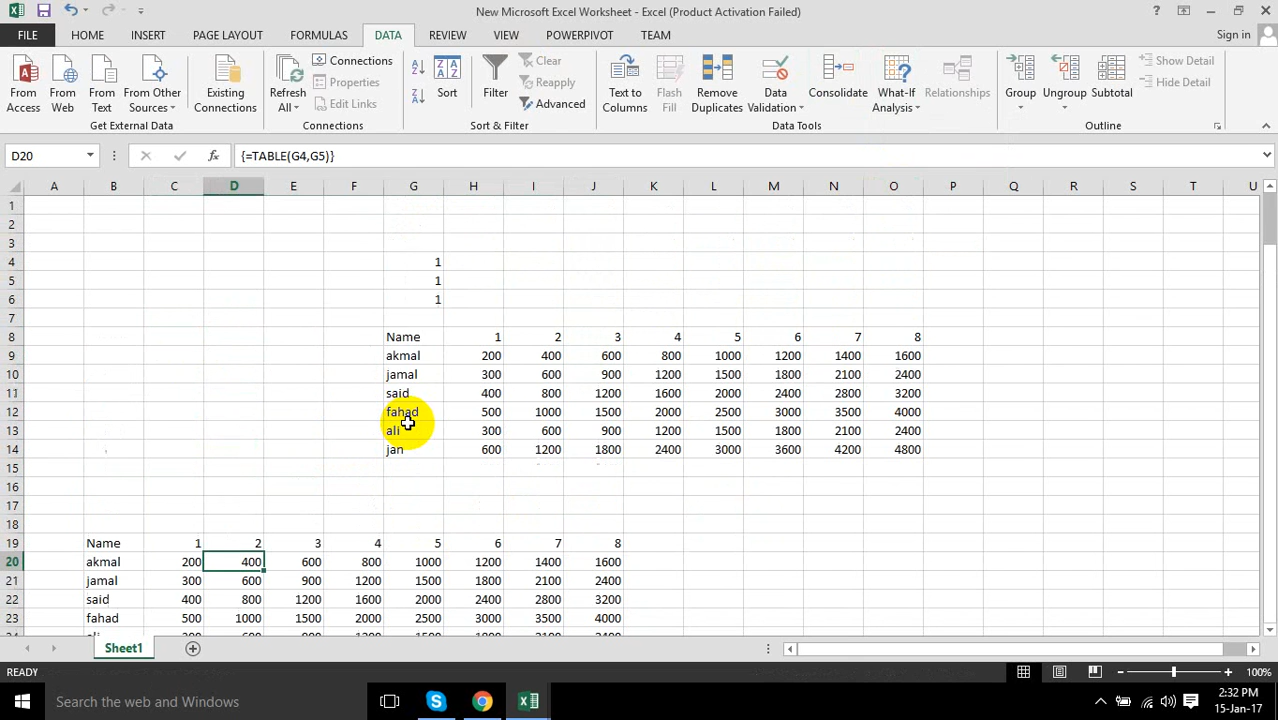 New Microsoft Excel Worksheet - Excel (Product Activation Failed)
FILE HOME INSERT PAGE LAYOUT FORMULAS DATA REVIEW VIEW POWERPIVOT TEAM Sign in
From Access From Web From Text From Other Sources Existing Connections Refresh All Connections Properties Edit Links Sort Filter Clear Reapply Advanced Text to Columns Flash Fill Remove Duplicates Data Validation Consolidate What-If Analysis Relationships Group Ungroup Subtotal Show Detail Hide Detail
Get External Data Connections Sort & Filter Data Tools Outline
D20 fx {=TABLE(G4,G5)}
A B C D E F G H I J K L M N O P Q R S T U
1
2
3
4 1
5 1
6 1
7
8 Name 1 2 3 4 5 6 7 8
9 akmal 200 400 600 800 1000 1200 1400 1600
10 jamal 300 600 900 1200 1500 1800 2100 2400
11 said 400 800 1200 1600 2000 2400 2800 3200
12 fahad 500 1000 1500 2000 2500 3000 3500 4000
13 ali 300 600 900 1200 1500 1800 2100 2400
14 jan 600 1200 1800 2400 3000 3600 4200 4800
15
16
17
18
19 Name 1 2 3 4 5 6 7 8
20 akmal 200 400 600 800 1000 1200 1400 1600
21 jamal 300 600 900 1200 1500 1800 2100 2400
22 said 400 800 1200 1600 2000 2400 2800 3200
23 fahad 500 1000 1500 2000 2500 3000 3500 4000
Sheet1
READY 100%
Search the web and Windows
2:32 PM
15-Jan-17